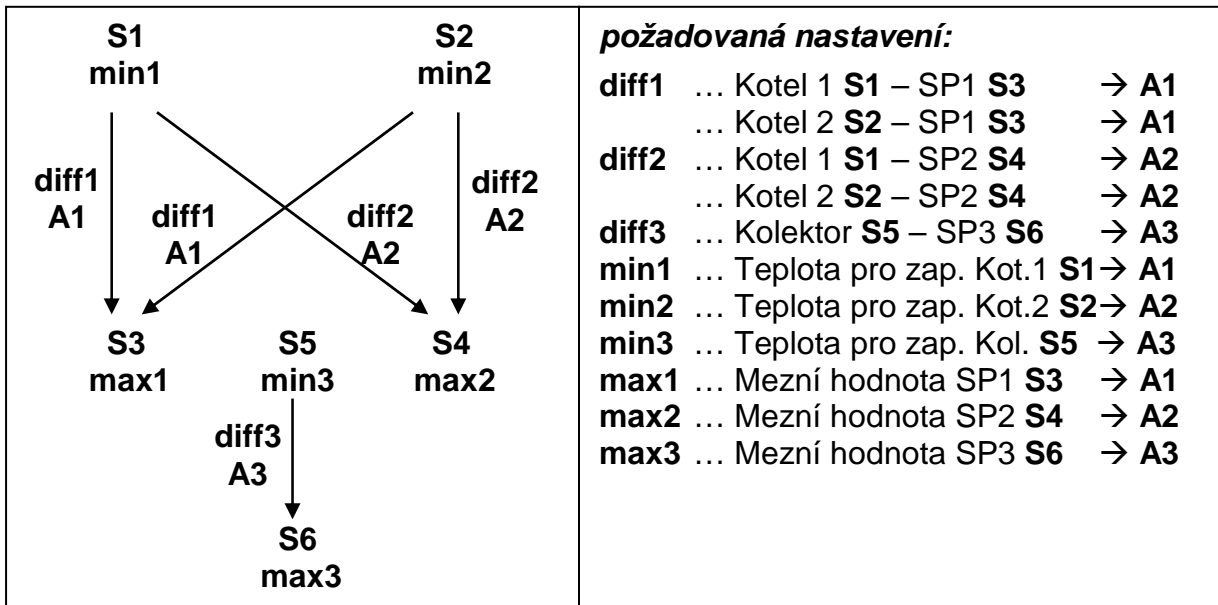 S1 S2
min1 min2
diff1 diff2
A1 diff1 diff2 A2
A1 A2
S3 S5 S4
max1 min3 max2
diff3
A3
S6
max3
požadovaná nastavení:
diff1 … Kotel 1 S1 – SP1 S3 → A1
… Kotel 2 S2 – SP1 S3 → A1
diff2 … Kotel 1 S1 – SP2 S4 → A2
… Kotel 2 S2 – SP2 S4 → A2
diff3 … Kolektor S5 – SP3 S6 → A3
min1 … Teplota pro zap. Kot.1 S1→ A1
min2 … Teplota pro zap. Kot.2 S2→ A2
min3 … Teplota pro zap. Kol. S5 → A3
max1 … Mezní hodnota SP1 S3 → A1
max2 … Mezní hodnota SP2 S4 → A2
max3 … Mezní hodnota SP3 S6 → A3